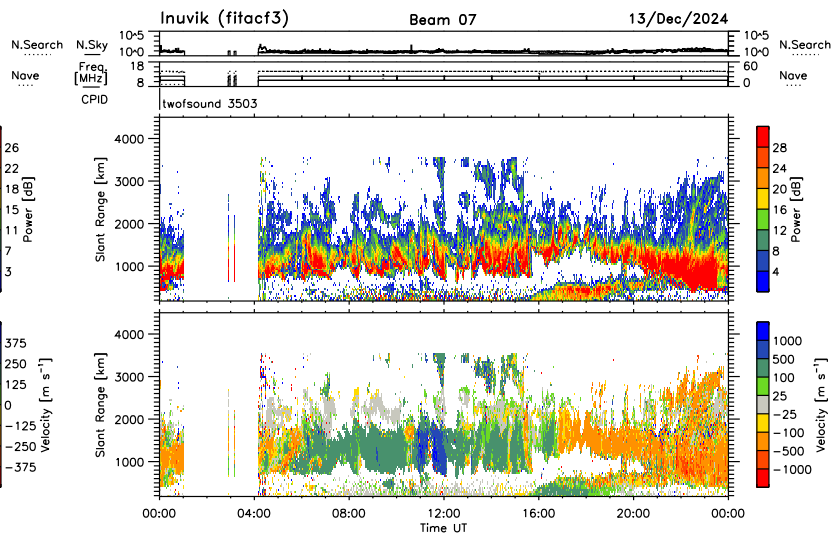 Inuvik (fitacf3) Beam 07 13/Dec/2024
N.Search N.Sky 10^5 10^5 N.Search
10^0 10^0
Nave Freq. 18 60 Nave
[MHz] 8 0
CPID
twofsound 3503
Power [dB] 26 22 18 15 11 7 3
Slant Range [km] 4000 3000 2000 1000
28 24 20 16 12 8 4 Power [dB]
375 250 125 0 −125 −250 −375 Velocity [m s⁻¹]
Slant Range [km] 4000 3000 2000 1000
1000 500 100 25 −25 −100 −500 −1000 Velocity [m s⁻¹]
00:00 04:00 08:00 12:00 16:00 20:00 00:00
Time UT